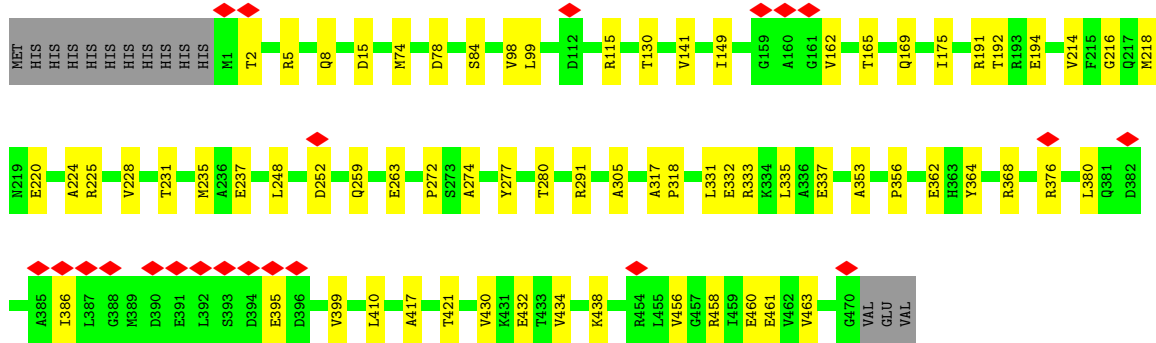 MET HIS HIS HIS HIS HIS HIS HIS HIS HIS HIS M1 T2 R5 Q8 D15 M74 D78 S84 V98 L99 D112 R115 T130 V141 I149 G159 A160 G161 V162 T165 Q169 I175 R191 T192 R193 E194 V214 F215 G216 Q217 M218
N219 E220 A224 R225 V228 T231 M235 A236 E237 L248 D252 Q259 E263 P272 S273 A274 Y277 T280 R291 A305 A317 P318 L331 E332 R333 K334 L335 A336 E337 A353 P356 E362 H363 Y364 R368 R376 L380 Q381 D382
A385 I386 L387 G388 M389 D390 E391 L392 S393 D394 E395 D396 V399 L410 A417 T421 V430 K431 E432 T433 V434 K438 R454 L455 V456 G457 R458 I459 E460 E461 V462 V463 G470 VAL GLU VAL